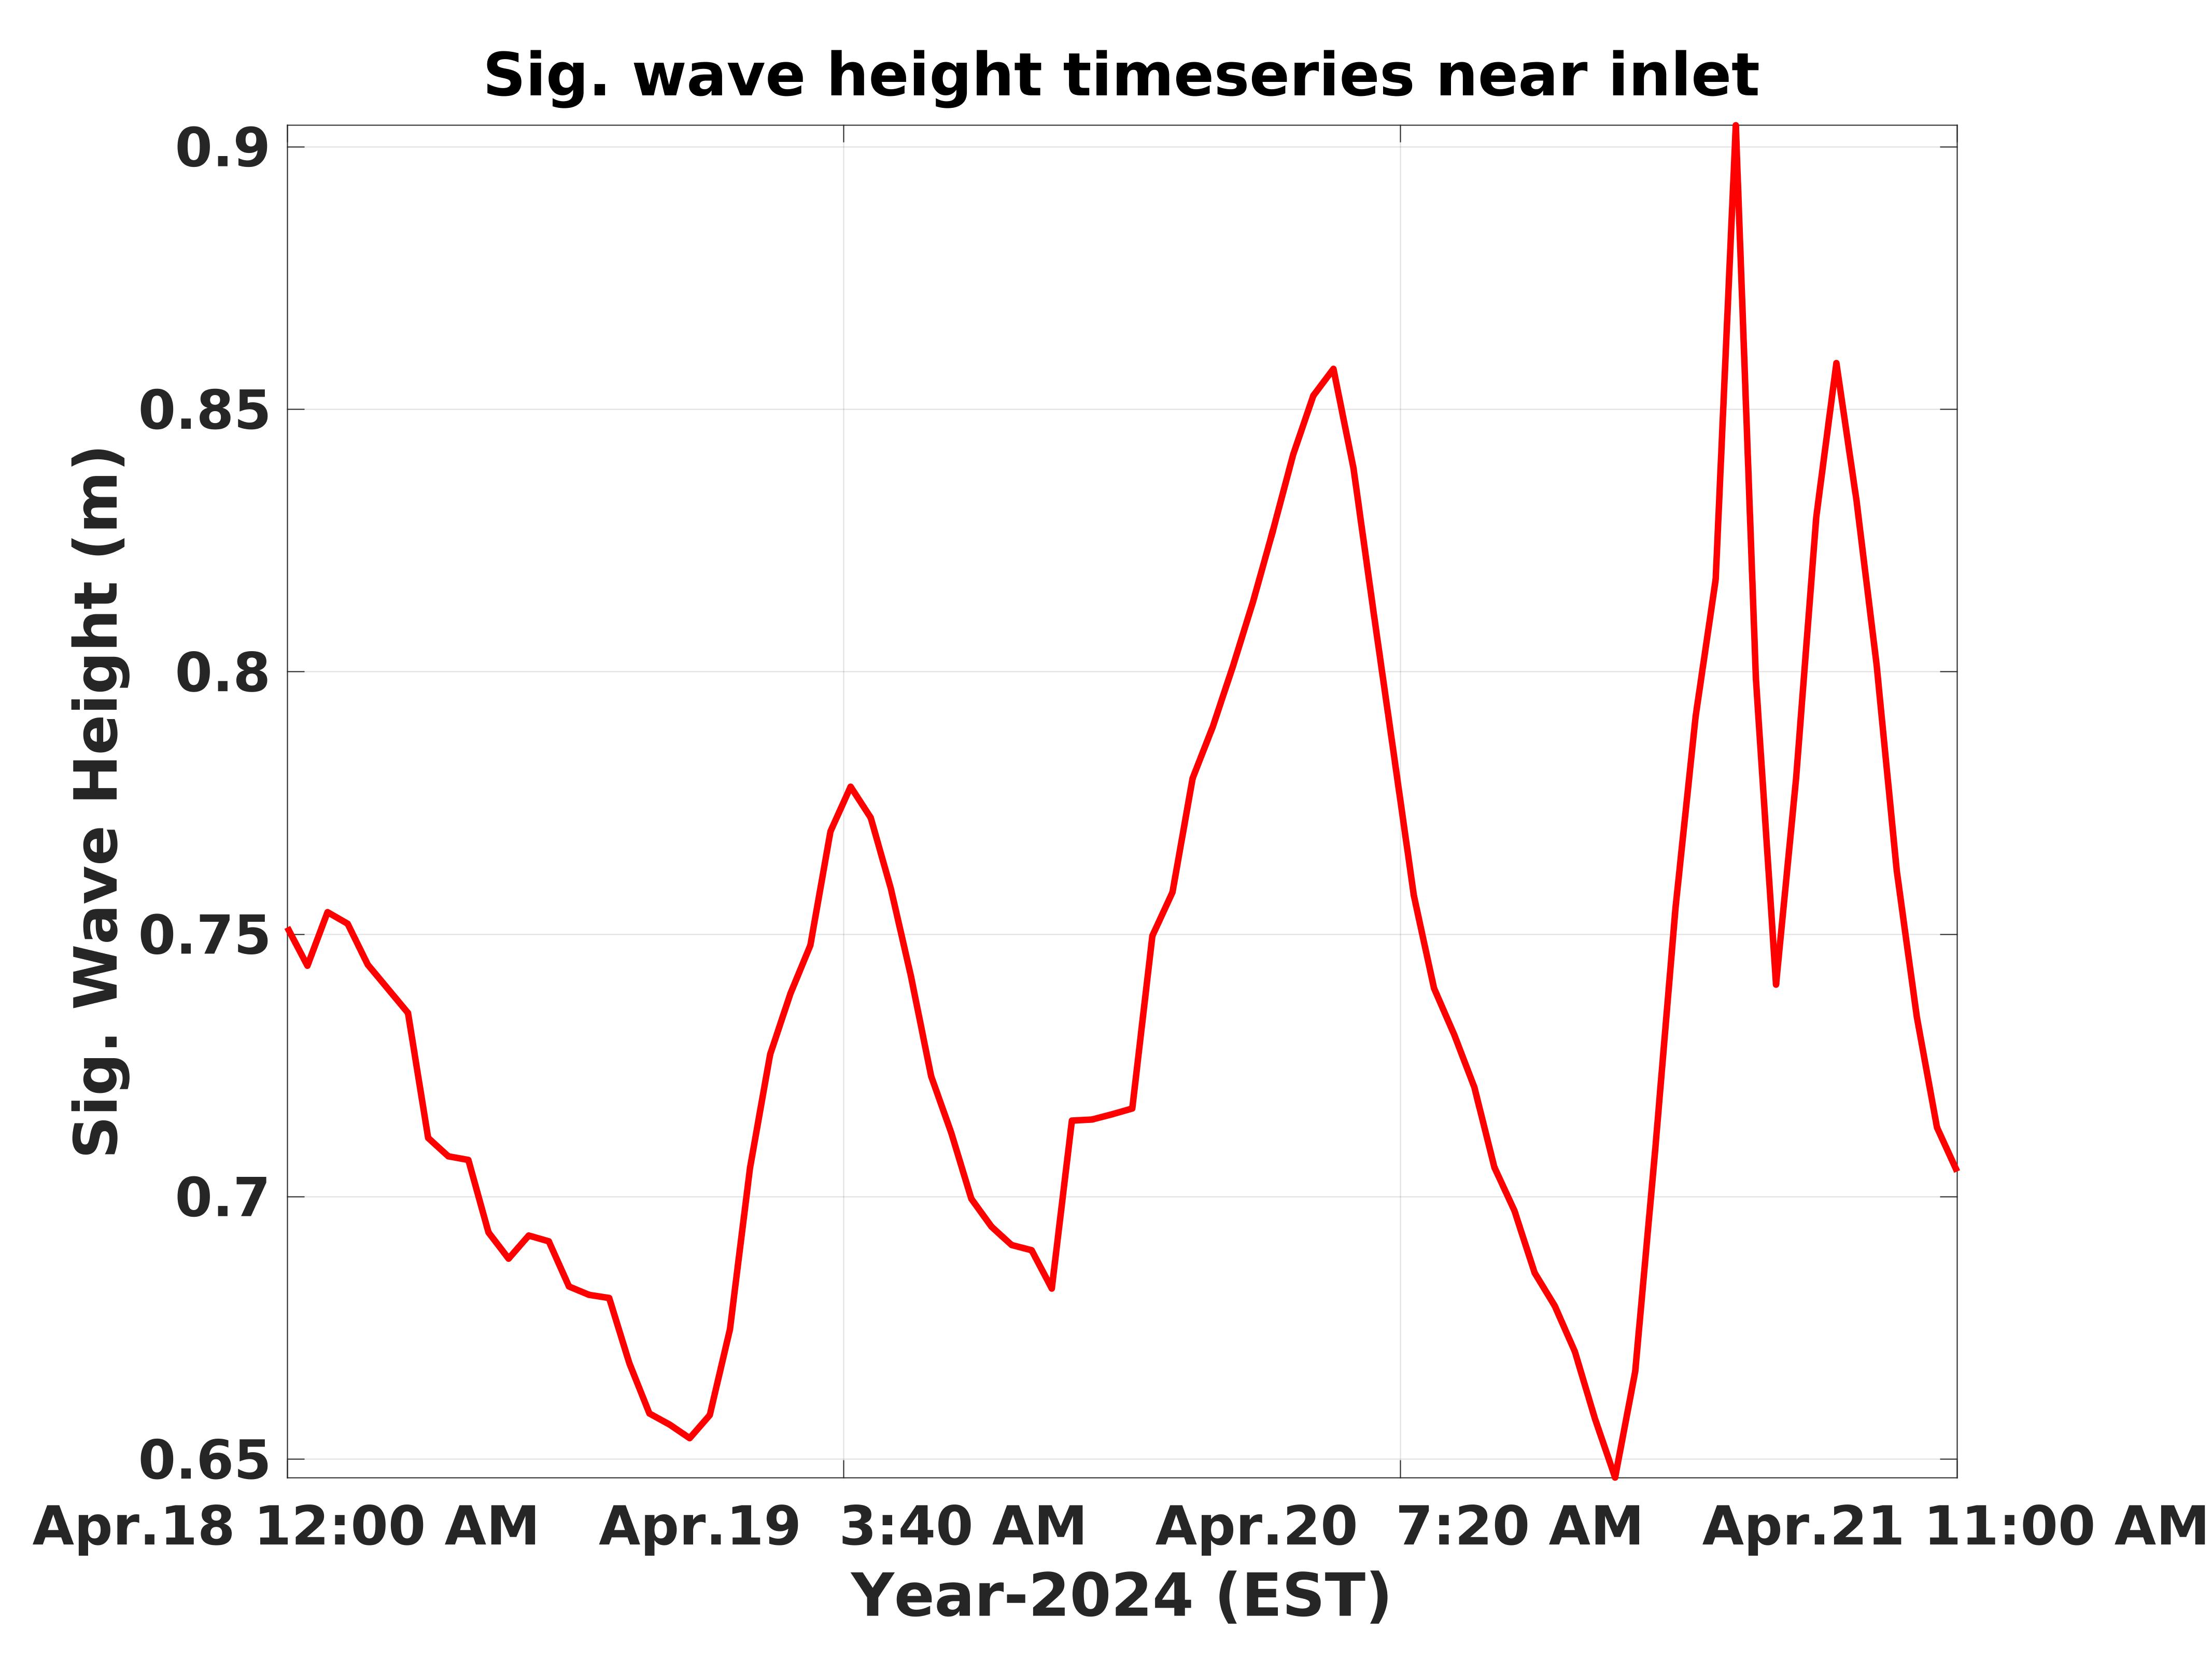 Sig. wave height timeseries near inlet
0.9
0.85
0.8
0.75
0.7
0.65
Sig. Wave Height (m)
Apr.18 12:00 AM Apr.19 3:40 AM Apr.20 7:20 AM Apr.21 11:00 AM
Year-2024 (EST)